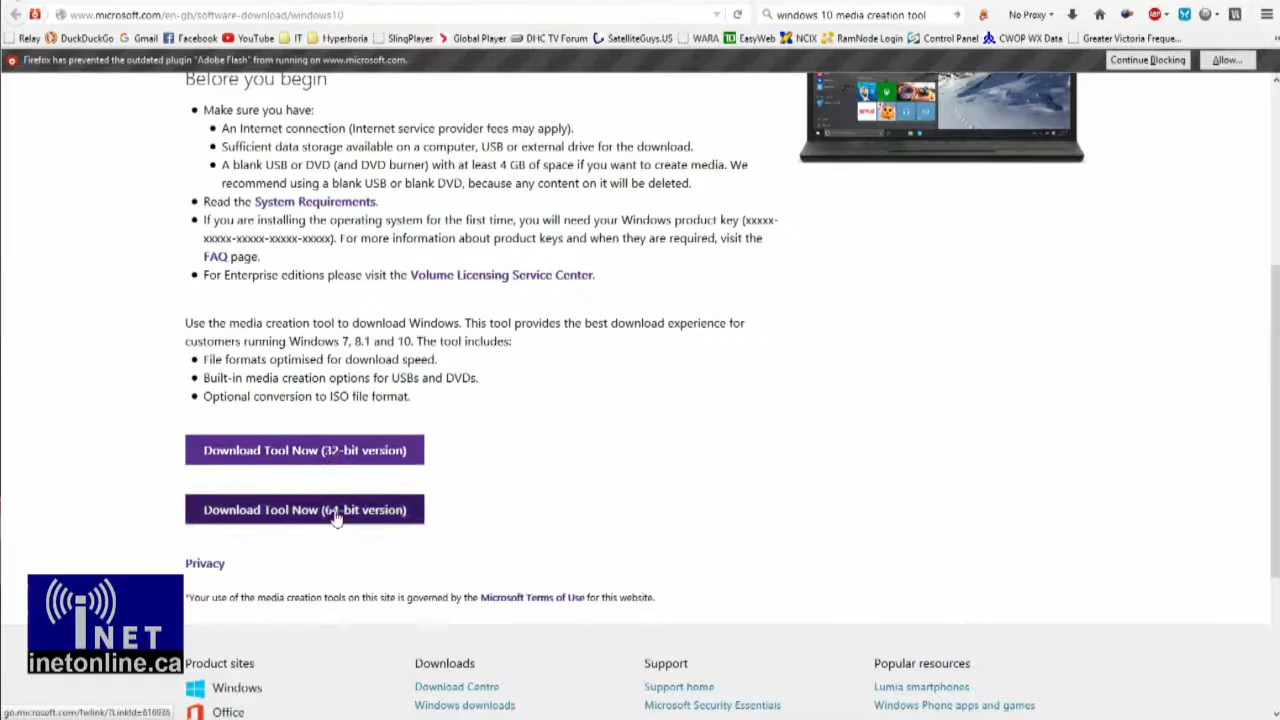 www.microsoft.com/en-gb/software-download/windows10
windows 10 media creation tool
No Proxy
Relay DuckDuckGo Gmail Facebook YouTube IT Hyperboria SlingPlayer Global Player DHC TV Forum SatelliteGuys.US WARA EasyWeb NCIX RamNode Login Control Panel CWOP WX Data Greater Victoria Freque...
Firefox has prevented the outdated plugin "Adobe Flash" from running on www.microsoft.com.
Continue Blocking
Allow...
Before you begin
• Make sure you have:
• An Internet connection (Internet service provider fees may apply).
• Sufficient data storage available on a computer, USB or external drive for the download.
• A blank USB or DVD (and DVD burner) with at least 4 GB of space if you want to create media. We
recommend using a blank USB or blank DVD, because any content on it will be deleted.
• Read the System Requirements.
• If you are installing the operating system for the first time, you will need your Windows product key (xxxxx-
xxxxx-xxxxx-xxxxx-xxxxx). For more information about product keys and when they are required, visit the
FAQ page.
• For Enterprise editions please visit the Volume Licensing Service Center.
Use the media creation tool to download Windows. This tool provides the best download experience for
customers running Windows 7, 8.1 and 10. The tool includes:
• File formats optimised for download speed.
• Built-in media creation options for USBs and DVDs.
• Optional conversion to ISO file format.
Download Tool Now (32-bit version)
Download Tool Now (64-bit version)
Privacy
*Your use of the media creation tools on this site is governed by the Microsoft Terms of Use for this website.
iNET
inetonline.ca
Product sites
Windows
Office
Downloads
Download Centre
Windows downloads
Support
Support home
Microsoft Security Essentials
Popular resources
Lumia smartphones
Windows Phone apps and games
go.microsoft.com/fwlink/?LinkId=616936